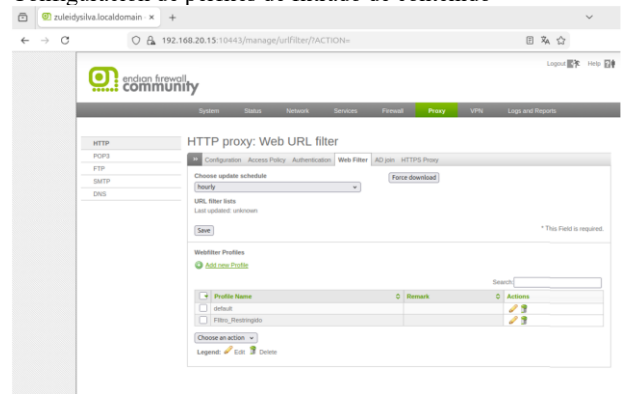 Configuración de perfiles de filtrado de contenido
zuleidysilva.localdomain × +
192.168.20.15:10443/manage/urlfilter/?ACTION=
Logout Help
endian firewall
community
System Status Network Services Firewall Proxy VPN Logs and Reports
HTTP
POP3
FTP
SMTP
DNS
HTTP proxy: Web URL filter
Configuration Access Policy Authentication Web Filter AD join HTTPS Proxy
Choose update schedule
hourly
Force download
URL filter lists
Last updated: unknown
Save
* This Field is required.
Webfilter Profiles
Add new Profile
Search:
Profile Name Remark Actions
default
Filtro_Restringido
Choose an action
Legend: Edit Delete